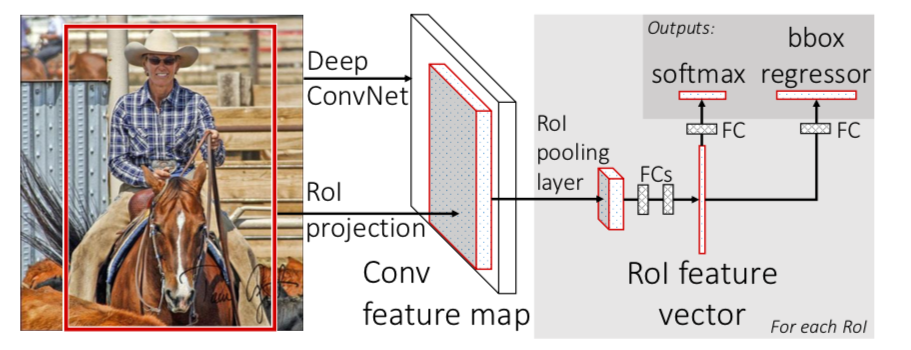 Deep
ConvNet
RoI
projection
Conv
feature map
RoI
pooling
layer
FCs
RoI feature
vector
For each RoI
Outputs:
softmax
bbox
regressor
FC
FC